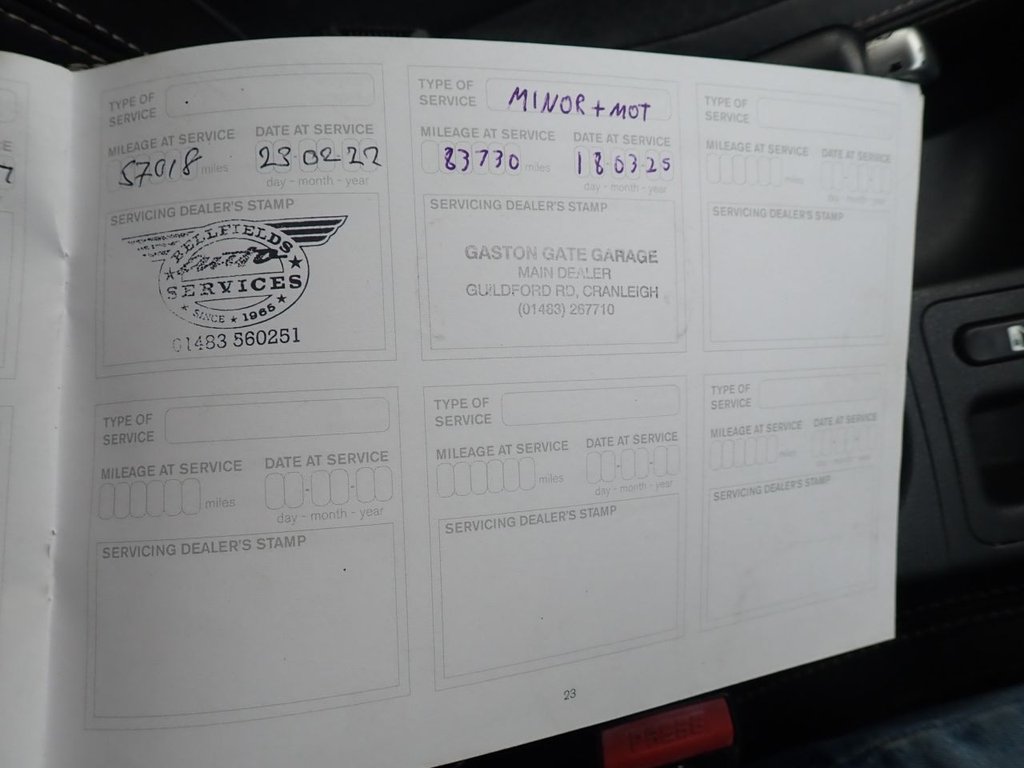 TYPE OF
SERVICE
MILEAGE AT SERVICE
DATE AT SERVICE
57018 miles
23 02 22
day - month - year
SERVICING DEALER'S STAMP
BELLFIELDS
Auto
SERVICES
SINCE ★ 1965
01483 560251
TYPE OF
SERVICE
MINOR + MOT
MILEAGE AT SERVICE
DATE AT SERVICE
83730 miles
18-03-25
day - month - year
SERVICING DEALER'S STAMP
GASTON GATE GARAGE
MAIN DEALER
GUILDFORD RD, CRANLEIGH
(01483) 267710
TYPE OF
SERVICE
MILEAGE AT SERVICE
DATE AT SERVICE
miles
day - month - year
SERVICING DEALER'S STAMP
TYPE OF
SERVICE
MILEAGE AT SERVICE
DATE AT SERVICE
miles
day - month - year
SERVICING DEALER'S STAMP
TYPE OF
SERVICE
MILEAGE AT SERVICE
DATE AT SERVICE
miles
day - month - year
SERVICING DEALER'S STAMP
TYPE OF
SERVICE
MILEAGE AT SERVICE
DATE AT SERVICE
miles
day - month - year
SERVICING DEALER'S STAMP
23
PRESS